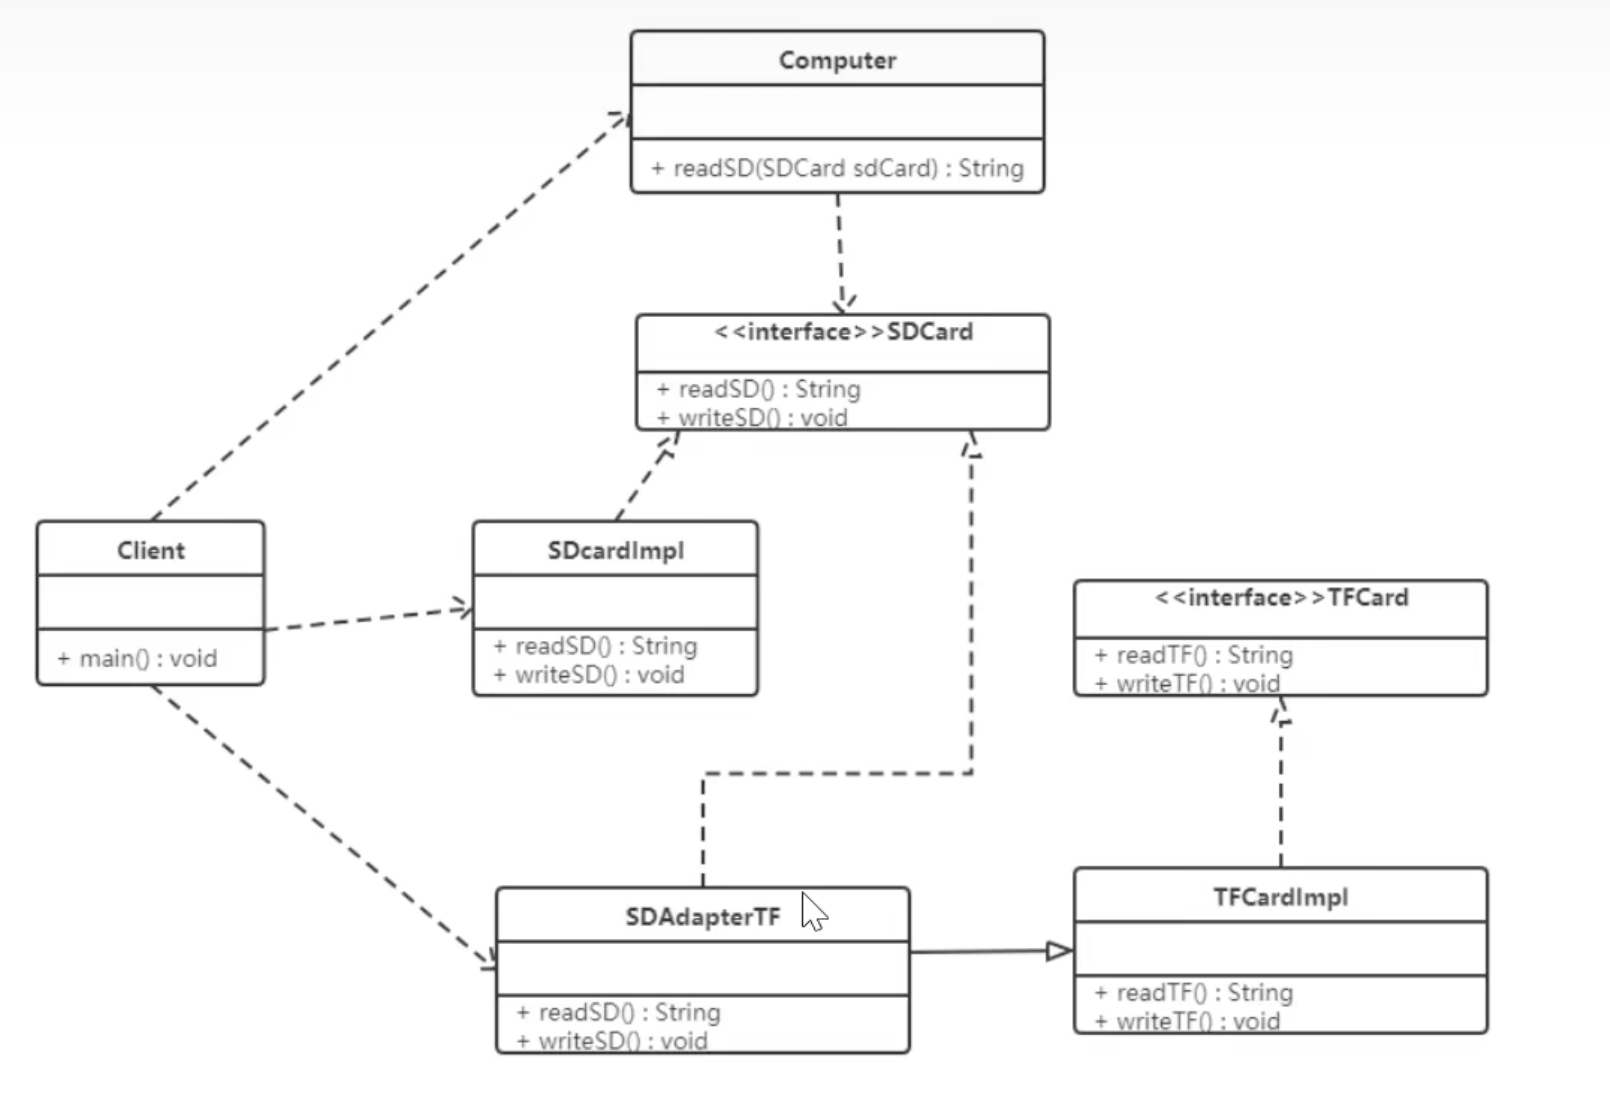 Computer
+ readSD(SDCard sdCard) : String
<<interface>>SDCard
+ readSD() : String
+ writeSD() : void
Client
+ main() : void
SDcardImpl
+ readSD() : String
+ writeSD() : void
<<interface>>TFCard
+ readTF() : String
+ writeTF() : void
SDAdapterTF
+ readSD() : String
+ writeSD() : void
TFCardImpl
+ readTF() : String
+ writeTF() : void